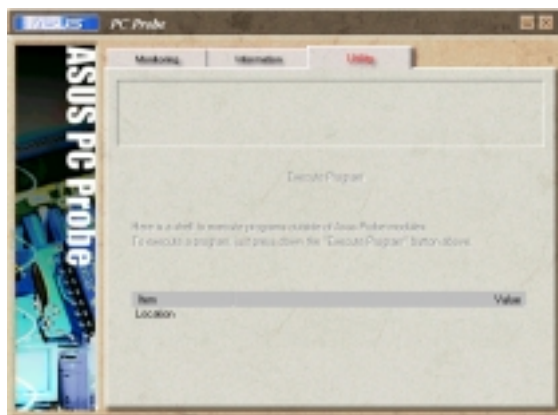 ASUS PC Probe
Monitoring Information Utility
ASUS PC Probe
Execute Program
Here is a shell to execute programs outside of Asus Probe modules.
To execute a program, just press down the "Execute Program" button above.
Item Value
Location